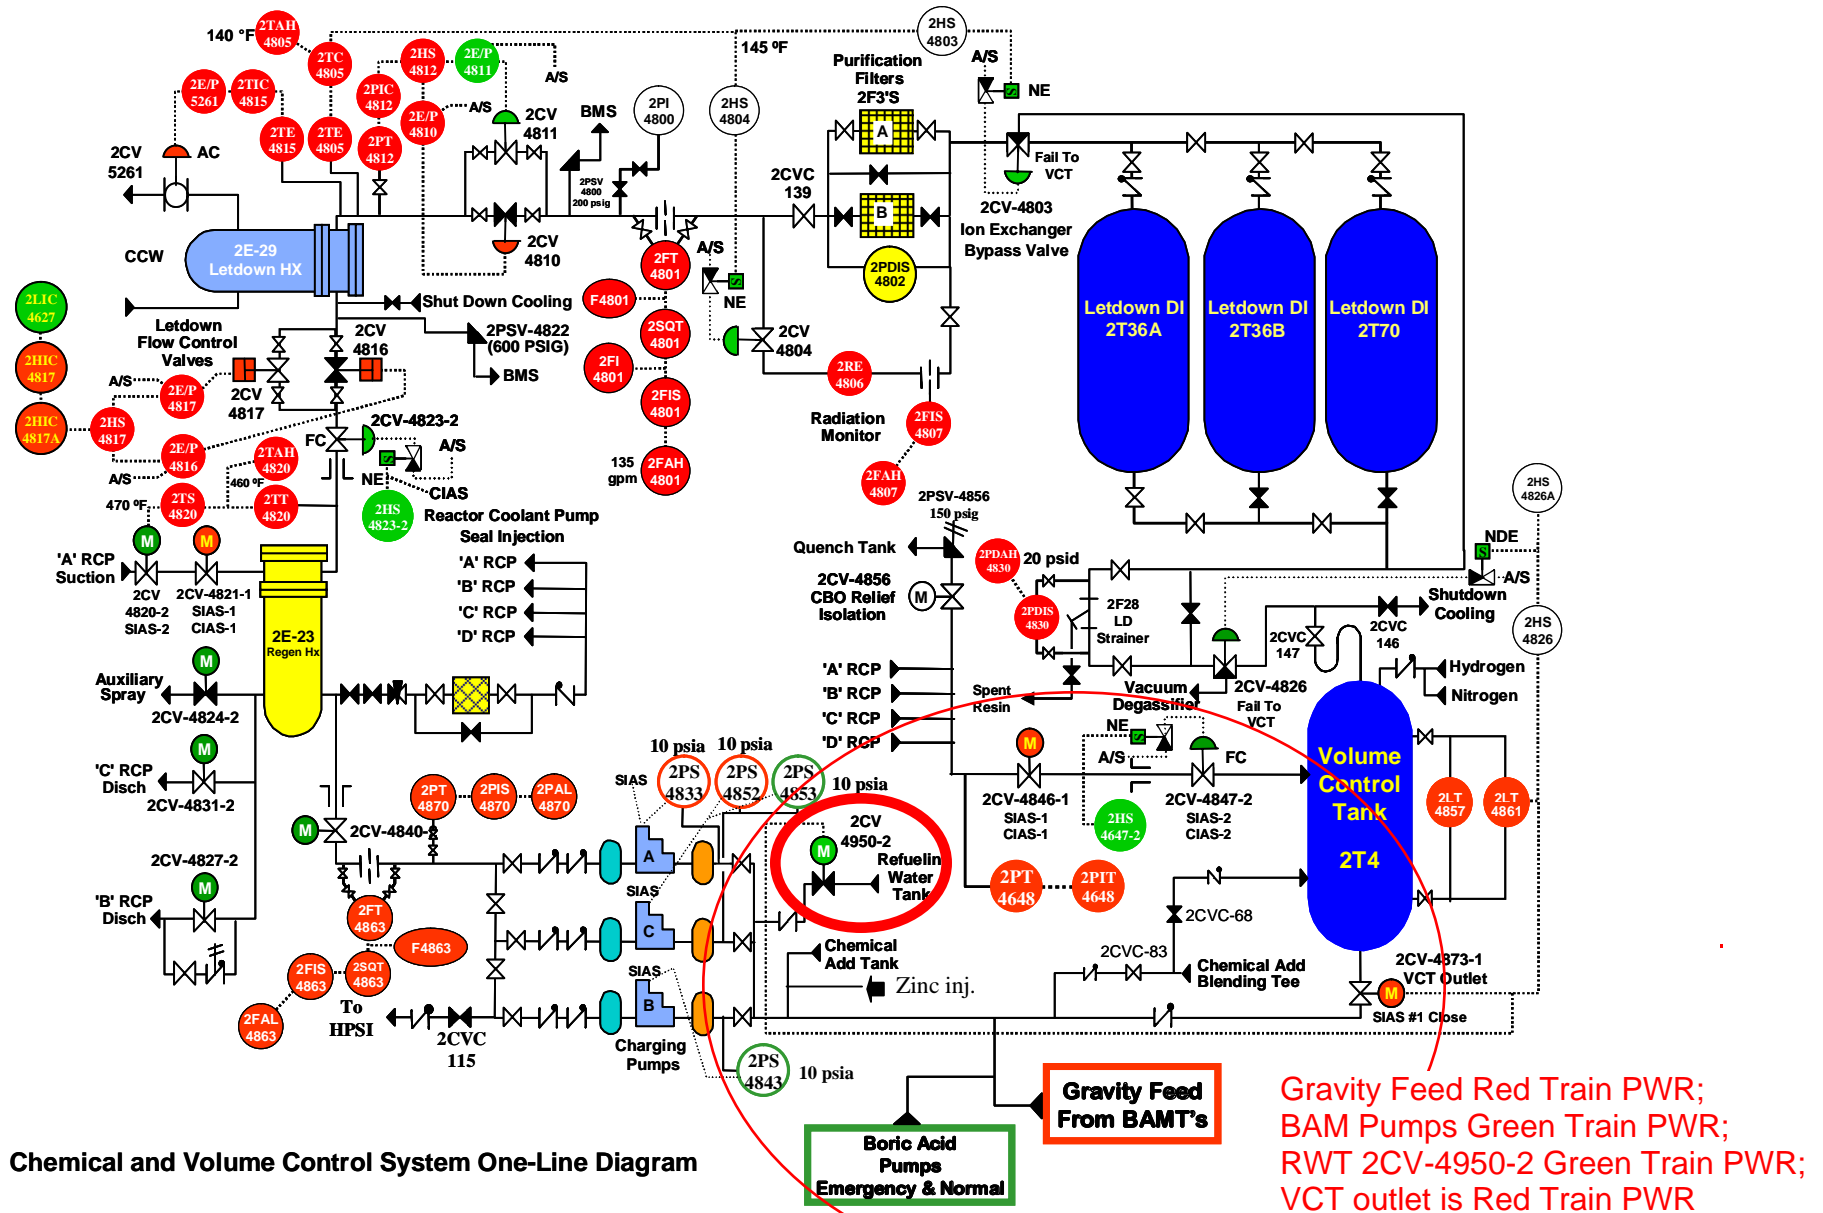 2TAH
4805
140 °F
2TC
4805
2HS
4812
2E/P
4811
A/S
145 ºF
2HS
4803
A/S
NE
Purification
Filters
2F3'S
2E/P
5261
2TIC
4815
2PIC
4812
A/S
2E/P
4810
2CV
4811
BMS
2PI
4800
2HS
4804
2TE
4815
2TE
4805
2PT
4812
2CV
5261
AC
A
Fail To
VCT
2PSV
4800
200 psig
2CVC
139
B
2CV-4803
Ion Exchanger
Bypass Valve
CCW
2E-29
Letdown HX
2CV
4810
A/S
2FT
4801
2PDIS
4802
NE
2LIC
4627
Shut Down Cooling
F4801
Letdown DI
2T36A
Letdown DI
2T36B
Letdown DI
2T70
Letdown
Flow Control
Valves
2CV
4816
2PSV-4822
(600 PSIG)
2SQT
4801
2CV
4804
2HIC
4817
BMS
2FI
4801
2RE
4806
A/S
2E/P
4817
2CV
4817
2FIS
4801
2HIC
4817A
2HS
4817
2CV-4823-2
FC
A/S
Radiation
Monitor
2FIS
4807
2E/P
4816
2TAH
4820
A/S
460 ºF
NE
CIAS
135
gpm
2FAH
4801
2FAH
4807
470 ºF
2TS
4820
2TT
4820
2HS
4823-2
2PSV-4856
150 psig
2HS
4826A
Reactor Coolant Pump
Seal Injection
M
M
Quench Tank
NDE
'A' RCP
Suction
'A' RCP
'B' RCP
'C' RCP
'D' RCP
2PDAH
4830
20 psid
A/S
2CV
4820-2
SIAS-2
2CV-4821-1
SIAS-1
CIAS-1
2CV-4856
CBO Relief
Isolation
M
2PDIS
4830
2F28
LD
Strainer
Shutdown
Cooling
2E-23
Regen Hx
2CVC
147
2CVC
146
2HS
4826
M
Auxiliary
Spray
2CV-4824-2
'A' RCP
'B' RCP
'C' RCP
'D' RCP
Spent
Resin
Vacuum
Degassifier
2CV-4826
Fail To
VCT
Hydrogen
Nitrogen
M
'C' RCP
Disch
2CV-4831-2
10 psia
10 psia
SIAS
2PS
4833
2PS
4852
2PS
4853
10 psia
M
NE
A/S
FC
Volume
Control
Tank
2T4
2PT
4870
2PIS
4870
2PAL
4870
2CV-4846-1
SIAS-1
CIAS-1
2HS
4647-2
2CV-4847-2
SIAS-2
CIAS-2
2LT
4857
2LT
4861
M
2CV-4840-
2CV
4950-2
M
Refuelin
Water
Tank
2CV-4827-2
M
A
SIAS
2PT
4648
2PIT
4648
'B' RCP
Disch
2FT
4863
F4863
C
2CVC-68
2FIS
4863
2SQT
4863
SIAS
Chemical
Add Tank
2CVC-83
Chemical Add
Blending Tee
2CV-4873-1
VCT Outlet
Zinc inj.
M
2FAL
4863
To
HPSI
B
SIAS #1 Close
2CVC
115
Charging
Pumps
2PS
4843
10 psia
Gravity Feed
From BAMT's
Boric Acid
Pumps
Emergency & Normal
Gravity Feed Red Train PWR;
BAM Pumps Green Train PWR;
RWT 2CV-4950-2 Green Train PWR;
VCT outlet is Red Train PWR
Chemical and Volume Control System One-Line Diagram